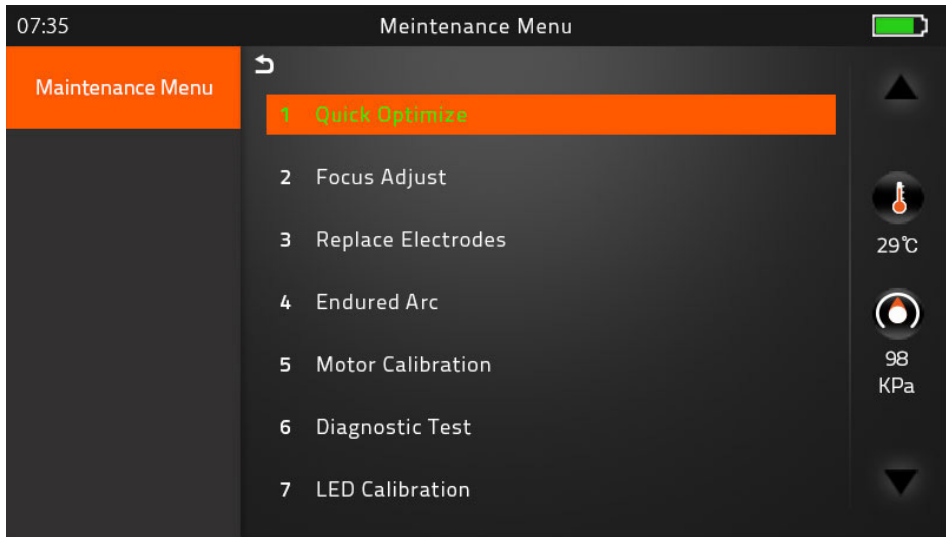 07:35
Meintenance Menu
Maintenance Menu
1 Quick Optimize
2 Focus Adjust
3 Replace Electrodes
4 Endured Arc
5 Motor Calibration
6 Diagnostic Test
7 LED Calibration
29℃
98
KPa